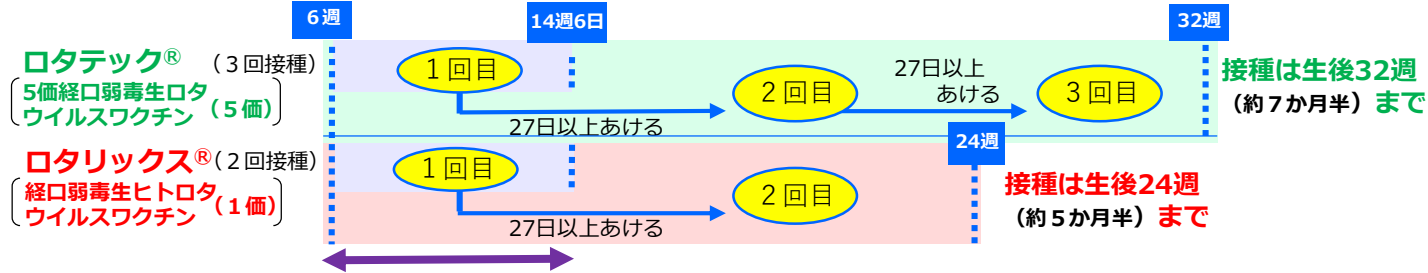 6週
14週6日
32週
ロタテック®（３回接種）
5価経口弱毒生ロタ
ウイルスワクチン（５価）
１回目
27日以上あける
２回目
27日以上
あける
３回目
接種は生後32週
（約７か月半）まで
ロタリックス®（２回接種）
経口弱毒生ヒトロタ
ウイルスワクチン（１価）
１回目
27日以上あける
２回目
24週
接種は生後24週
（約５か月半）まで